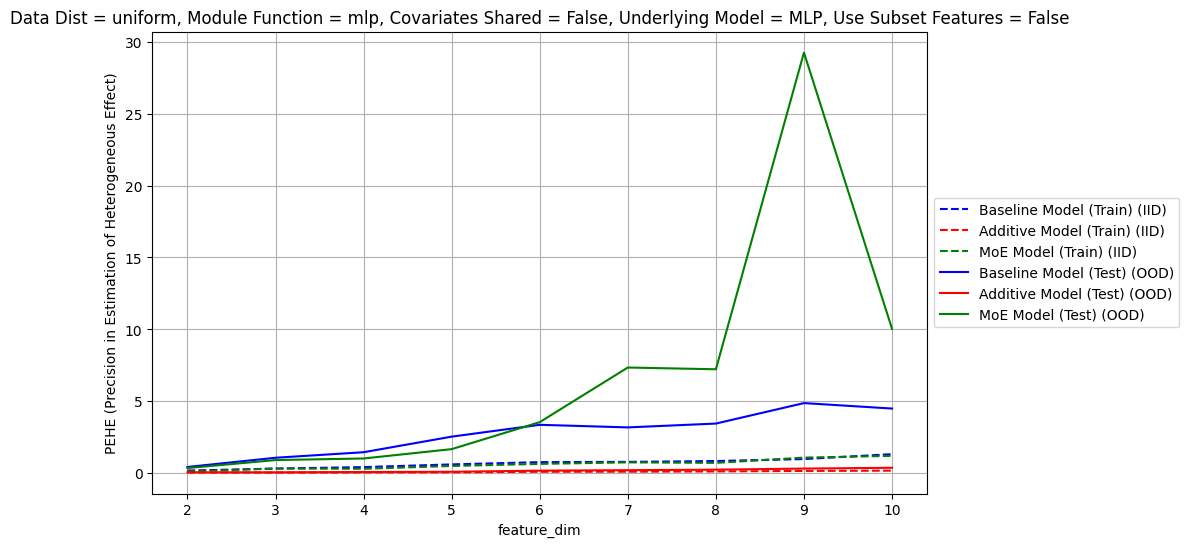 Data Dist = uniform, Module Function = mlp, Covariates Shared = False, Underlying Model = MLP, Use Subset Features = False
PEHE (Precision in Estimation of Heterogeneous Effect)
30
25
20
15
10
5
0
2 3 4 5 6 7 8 9 10
feature_dim
Baseline Model (Train) (IID)
Additive Model (Train) (IID)
MoE Model (Train) (IID)
Baseline Model (Test) (OOD)
Additive Model (Test) (OOD)
MoE Model (Test) (OOD)